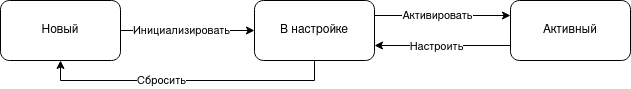 Новый
Инициализировать
В настройке
Активировать
Активный
Настроить
Сбросить